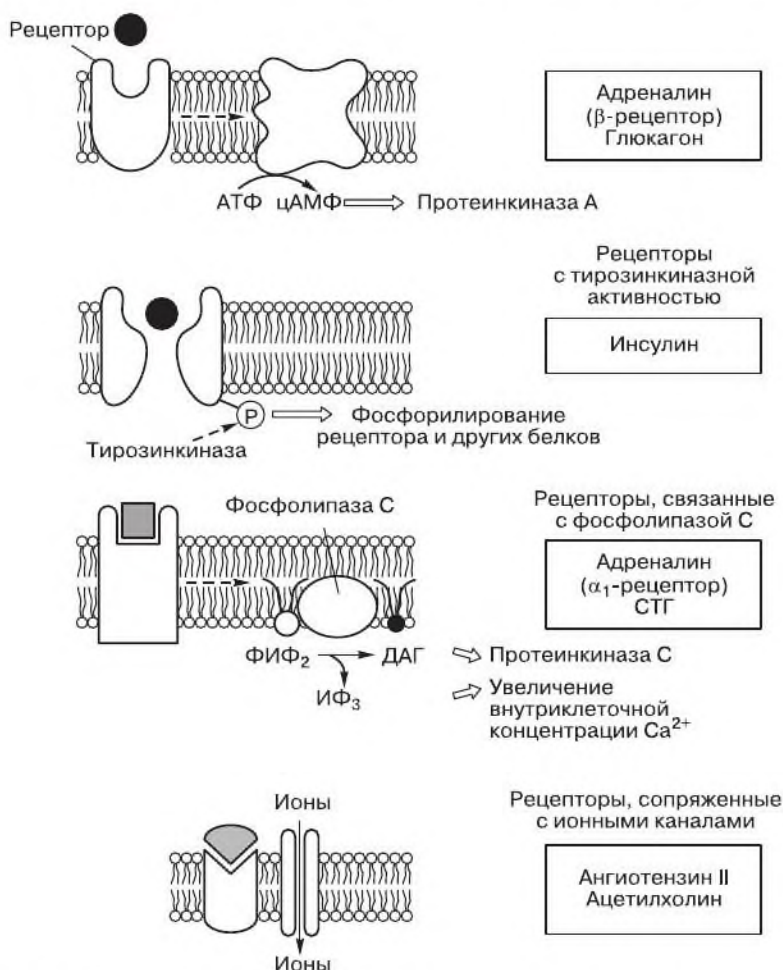 Рецептор
Адреналин
(β-рецептор)
Глюкагон
АТФ цАМФ
Протеинкиназа А
Рецепторы
с тирозинкиназной
активностью
Инсулин
P
Фосфорилирование
рецептора и других белков
Тирозинкиназа
Фосфолипаза С
Рецепторы, связанные
с фосфолипазой С
Адреналин
(α₁-рецептор)
СТГ
ФИФ₂
ДАГ
Протеинкиназа С
ИФ₃
Увеличение
внутриклеточной
концентрации Ca²⁺
Ионы
Рецепторы, сопряженные
с ионными каналами
Ангиотензин II
Ацетилхолин
Ионы